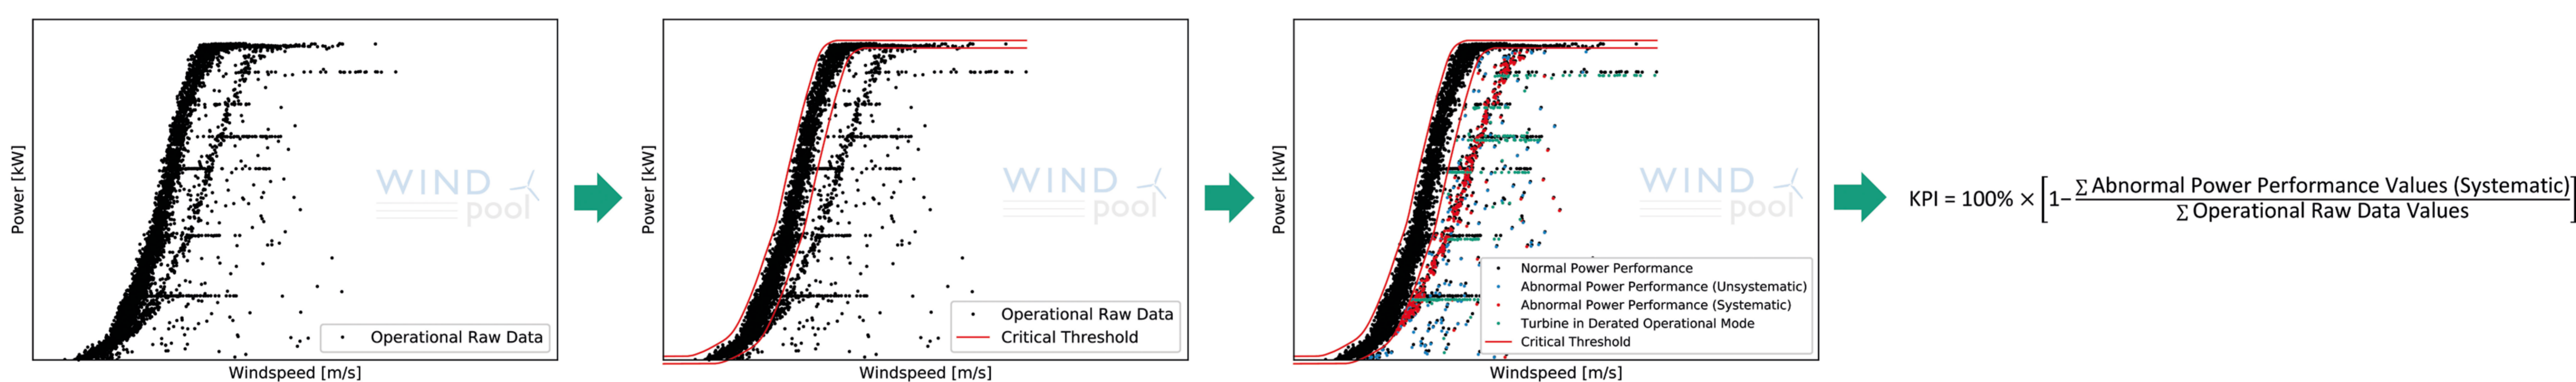 Power [kW]
WIND
pool
Operational Raw Data
Windspeed [m/s]
Power [kW]
WIND
pool
Operational Raw Data
Critical Threshold
Windspeed [m/s]
Power [kW]
WIND
pool
Normal Power Performance
Abnormal Power Performance (Unsystematic)
Abnormal Power Performance (Systematic)
Turbine in Derated Operational Mode
Critical Threshold
Windspeed [m/s]
KPI = 100% × [1– ∑ Abnormal Power Performance Values (Systematic)]
∑ Operational Raw Data Values